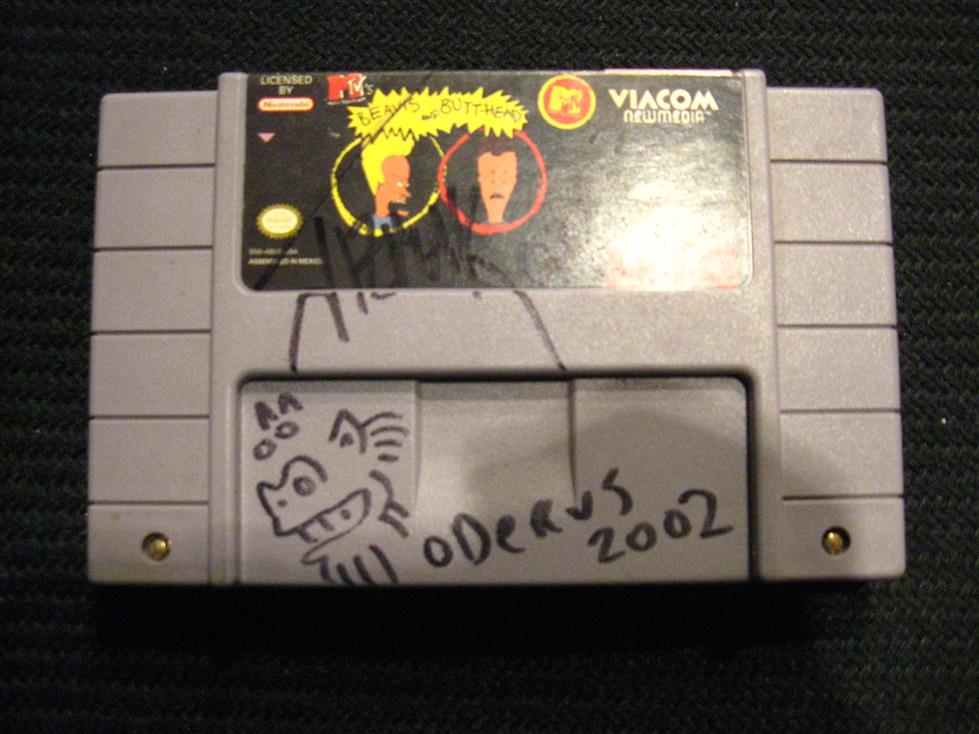 LICENSED
BY
Nintendo
MTV's
BEAVIS AND BUTT-HEAD
MTV
VIACOM
NEWMEDIA
ASSEMBLED IN MEXICO
ODERUS
2002